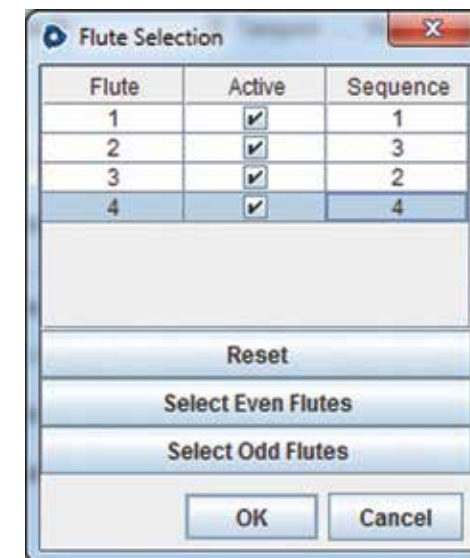 Flute Selection
Flute Active Sequence
1 1
2 3
3 2
4 4
Reset
Select Even Flutes
Select Odd Flutes
OK Cancel